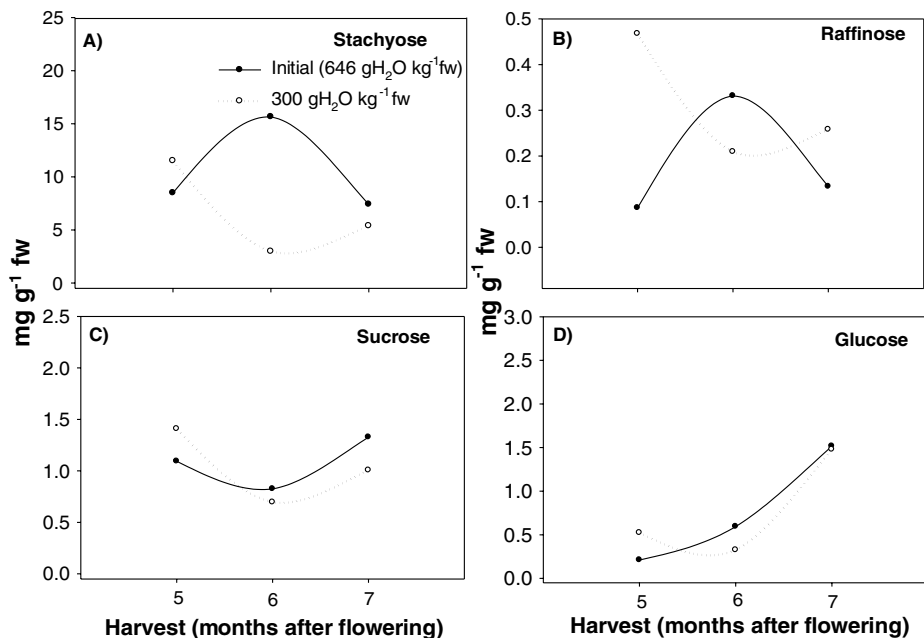 A)
Stachyose
Initial (646 gH₂O kg⁻¹fw)
300 gH₂O kg⁻¹fw
25
20
15
10
5
0
B)
Raffinose
0.5
0.4
0.3
0.2
0.1
0.0
mg g⁻¹ fw
mg g⁻¹ fw
C)
Sucrose
2.5
2.0
1.5
1.0
0.5
0.0
5 6 7
Harvest (months after flowering)
D)
Glucose
3.0
2.5
2.0
1.5
1.0
0.5
0.0
5 6 7
Harvest (months after flowering)